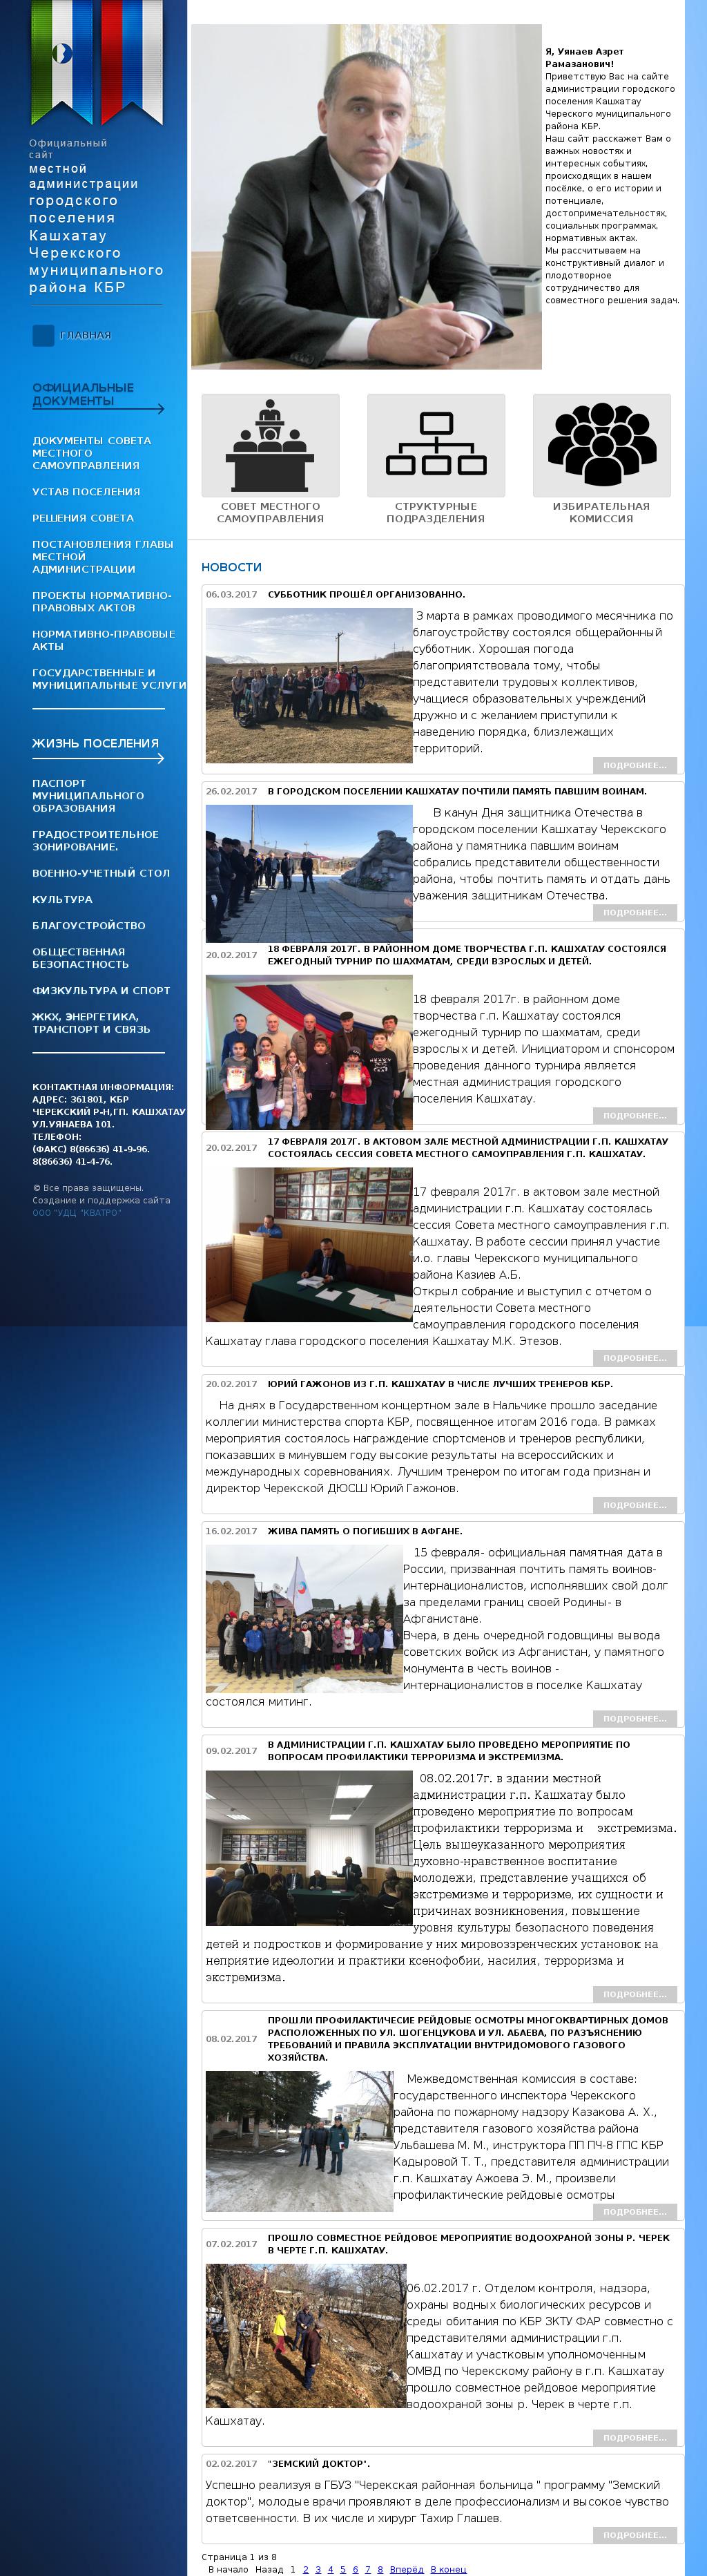 Официальный
сайт
местной
администрации
городского
поселения
Кашхатау
Черекского
муниципального
района КБР
ГЛАВНАЯ
ОФИЦИАЛЬНЫЕ
ДОКУМЕНТЫ
ДОКУМЕНТЫ СОВЕТА
МЕСТНОГО
САМОУПРАВЛЕНИЯ
УСТАВ ПОСЕЛЕНИЯ
РЕШЕНИЯ СОВЕТА
ПОСТАНОВЛЕНИЯ ГЛАВЫ
МЕСТНОЙ
АДМИНИСТРАЦИИ
ПРОЕКТЫ НОРМАТИВНО-
ПРАВОВЫХ АКТОВ
НОРМАТИВНО-ПРАВОВЫЕ
АКТЫ
ГОСУДАРСТВЕННЫЕ И
МУНИЦИПАЛЬНЫЕ УСЛУГИ
ЖИЗНЬ ПОСЕЛЕНИЯ
ПАСПОРТ
МУНИЦИПАЛЬНОГО
ОБРАЗОВАНИЯ
ГРАДОСТРОИТЕЛЬНОЕ
ЗОНИРОВАНИЕ.
ВОЕННО-УЧЕТНЫЙ СТОЛ
КУЛЬТУРА
БЛАГОУСТРОЙСТВО
ОБЩЕСТВЕННАЯ
БЕЗОПАСТНОСТЬ
ФИЗКУЛЬТУРА И СПОРТ
ЖКХ, ЭНЕРГЕТИКА,
ТРАНСПОРТ И СВЯЗЬ
КОНТАКТНАЯ ИНФОРМАЦИЯ:
АДРЕС: 361801, КБР
ЧЕРЕКСКИЙ Р-Н,ГП. КАШХАТАУ
УЛ.УЯНАЕВА 101.
ТЕЛЕФОН:
(ФАКС) 8(86636) 41-9-96.
8(86636) 41-4-76.
© Все права защищены.
Создание и поддержка сайта
ООО "УДЦ "КВАТРО"
Я, Уянаев Азрет
Рамазанович!
Приветствую Вас на сайте
администрации городского
поселения Кашхатау
Череского муниципального
района КБР.
Наш сайт расскажет Вам о
важных новостях и
интересных событиях,
происходящих в нашем
посёлке, о его истории и
потенциале,
достопримечательностях,
социальных программах,
нормативных актах.
Мы рассчитываем на
конструктивный диалог и
плодотворное
сотрудничество для
совместного решения задач.
СОВЕТ МЕСТНОГО
САМОУПРАВЛЕНИЯ
СТРУКТУРНЫЕ
ПОДРАЗДЕЛЕНИЯ
ИЗБИРАТЕЛЬНАЯ
КОМИССИЯ
НОВОСТИ
06.03.2017 СУББОТНИК ПРОШЁЛ ОРГАНИЗОВАННО.
3 марта в рамках проводимого месячника по
благоустройству состоялся общерайонный
субботник. Хорошая погода
благоприятствовала тому, чтобы
представители трудовых коллективов,
учащиеся образовательных учреждений
дружно и с желанием приступили к
наведению порядка, близлежащих
территорий.
ПОДРОБНЕЕ...
26.02.2017 В ГОРОДСКОМ ПОСЕЛЕНИИ КАШХАТАУ ПОЧТИЛИ ПАМЯТЬ ПАВШИМ ВОИНАМ.
В канун Дня защитника Отечества в
городском поселении Кашхатау Черекского
района у памятника павшим воинам
собрались представители общественности
района, чтобы почтить память и отдать дань
уважения защитникам Отечества.
ПОДРОБНЕЕ...
20.02.2017 18 ФЕВРАЛЯ 2017Г. В РАЙОННОМ ДОМЕ ТВОРЧЕСТВА Г.П. КАШХАТАУ СОСТОЯЛСЯ
ЕЖЕГОДНЫЙ ТУРНИР ПО ШАХМАТАМ, СРЕДИ ВЗРОСЛЫХ И ДЕТЕЙ.
18 февраля 2017г. в районном доме
творчества г.п. Кашхатау состоялся
ежегодный турнир по шахматам, среди
взрослых и детей. Инициатором и спонсором
проведения данного турнира является
местная администрация городского
поселения Кашхатау.
ПОДРОБНЕЕ...
20.02.2017 17 ФЕВРАЛЯ 2017Г. В АКТОВОМ ЗАЛЕ МЕСТНОЙ АДМИНИСТРАЦИИ Г.П. КАШХАТАУ
СОСТОЯЛАСЬ СЕССИЯ СОВЕТА МЕСТНОГО САМОУПРАВЛЕНИЯ Г.П. КАШХАТАУ.
17 февраля 2017г. в актовом зале местной
администрации г.п. Кашхатау состоялась
сессия Совета местного самоуправления г.п.
Кашхатау. В работе сессии принял участие
и.о. главы Черекского муниципального
района Казиев А.Б.
Открыл собрание и выступил с отчетом о
деятельности Совета местного
самоуправления городского поселения
Кашхатау глава городского поселения Кашхатау М.К. Этезов.
ПОДРОБНЕЕ...
20.02.2017 ЮРИЙ ГАЖОНОВ ИЗ Г.П. КАШХАТАУ В ЧИСЛЕ ЛУЧШИХ ТРЕНЕРОВ КБР.
На днях в Государственном концертном зале в Нальчике прошло заседание
коллегии министерства спорта КБР, посвященное итогам 2016 года. В рамках
мероприятия состоялось награждение спортсменов и тренеров республики,
показавших в минувшем году высокие результаты на всероссийских и
международных соревнованиях. Лучшим тренером по итогам года признан и
директор Черекской ДЮСШ Юрий Гажонов.
ПОДРОБНЕЕ...
16.02.2017 ЖИВА ПАМЯТЬ О ПОГИБШИХ В АФГАНЕ.
15 февраля- официальная памятная дата в
России, призванная почтить память воинов-
интернационалистов, исполнявших свой долг
за пределами границ своей Родины- в
Афганистане.
Вчера, в день очередной годовщины вывода
советских войск из Афганистан, у памятного
монумента в честь воинов -
интернационалистов в поселке Кашхатау
состоялся митинг.
ПОДРОБНЕЕ...
09.02.2017 В АДМИНИСТРАЦИИ Г.П. КАШХАТАУ БЫЛО ПРОВЕДЕНО МЕРОПРИЯТИЕ ПО
ВОПРОСАМ ПРОФИЛАКТИКИ ТЕРРОРИЗМА И ЭКСТРЕМИЗМА.
08.02.2017г. в здании местной
администрации г.п. Кашхатау было
проведено мероприятие по вопросам
профилактики терроризма и экстремизма.
Цель вышеуказанного мероприятия
духовно-нравственное воспитание
молодежи, представление учащихся об
экстремизме и терроризме, их сущности и
причинах возникновения, повышение
уровня культуры безопасного поведения
детей и подростков и формирование у них мировоззренческих установок на
неприятие идеологии и практики ксенофобии, насилия, терроризма и
экстремизма.
ПОДРОБНЕЕ...
08.02.2017 ПРОШЛИ ПРОФИЛАКТИЧЕСИЕ РЕЙДОВЫЕ ОСМОТРЫ МНОГОКВАРТИРНЫХ ДОМОВ
РАСПОЛОЖЕННЫХ ПО УЛ. ШОГЕНЦУКОВА И УЛ. АБАЕВА, ПО РАЗЪЯСНЕНИЮ
ТРЕБОВАНИЙ И ПРАВИЛА ЭКСПЛУАТАЦИИ ВНУТРИДОМОВОГО ГАЗОВОГО
ХОЗЯЙСТВА.
Межведомственная комиссия в составе:
государственного инспектора Черекского
района по пожарному надзору Казакова А. Х.,
представителя газового хозяйства района
Ульбашева М. М., инструктора ПП ПЧ-8 ГПС КБР
Кадыровой Т. Т., представителя администрации
г.п. Кашхатау Ажоева Э. М., произвели
профилактические рейдовые осмотры
ПОДРОБНЕЕ...
07.02.2017 ПРОШЛО СОВМЕСТНОЕ РЕЙДОВОЕ МЕРОПРИЯТИЕ ВОДООХРАНОЙ ЗОНЫ Р. ЧЕРЕК
В ЧЕРТЕ Г.П. КАШХАТАУ.
06.02.2017 г. Отделом контроля, надзора,
охраны водных биологических ресурсов и
среды обитания по КБР ЗКТУ ФАР совместно с
представителями администрации г.п.
Кашхатау и участковым уполномоченным
ОМВД по Черекскому району в г.п. Кашхатау
прошло совместное рейдовое мероприятие
водоохраной зоны р. Черек в черте г.п.
Кашхатау.
ПОДРОБНЕЕ...
02.02.2017 "ЗЕМСКИЙ ДОКТОР".
Успешно реализуя в ГБУЗ "Черекская районная больница " программу "Земский
доктор", молодые врачи проявляют в деле профессионализм и высокое чувство
ответсвенности. В их числе и хирург Тахир Глашев.
ПОДРОБНЕЕ...
Страница 1 из 8
В начало Назад 1 2 3 4 5 6 7 8 Вперёд В конец